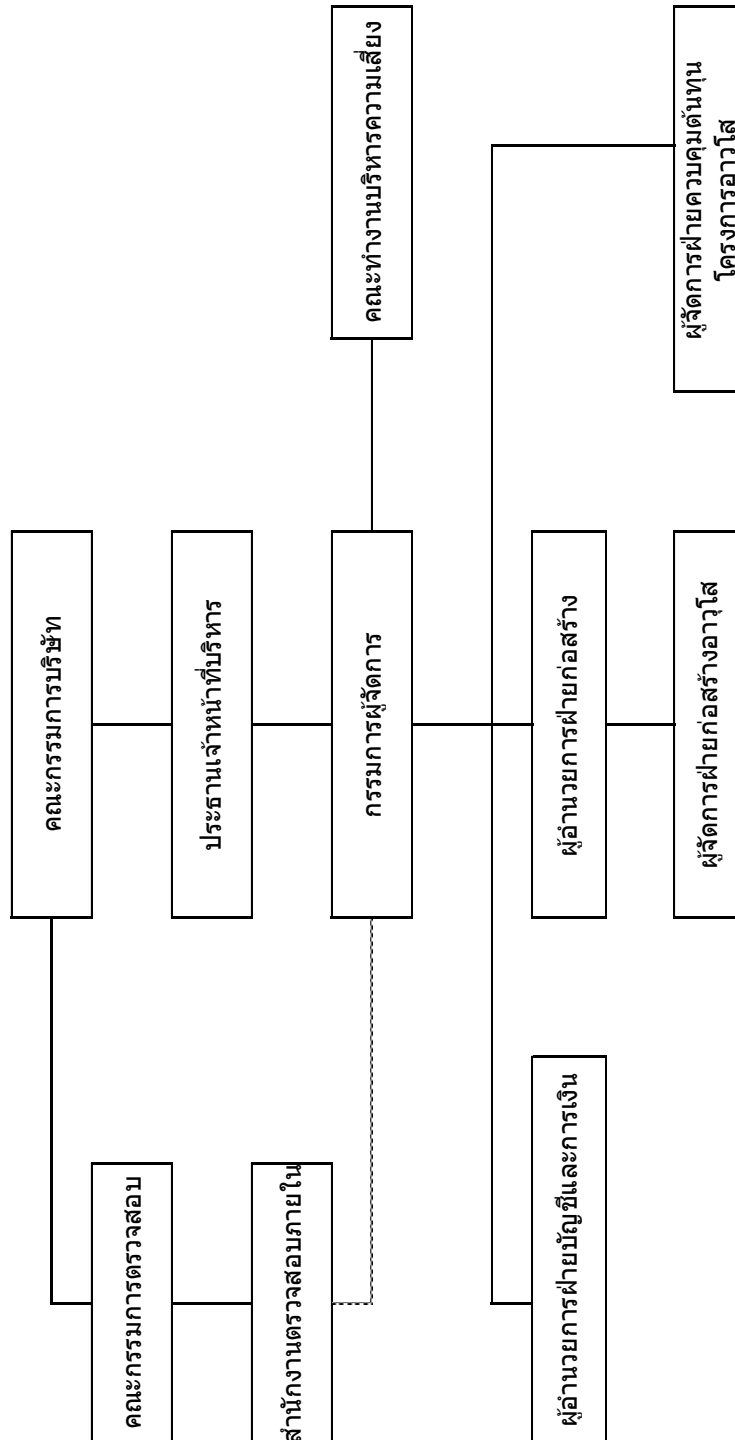 คณะกรรมการบริษัท
คณะกรรมการตรวจสอบ
ประธานเจ้าหน้าที่บริหาร
สำนักงานตรวจสอบภายใน
กรรมการผู้จัดการ
คณะทำงานบริหารความเสี่ยง
ผู้อำนวยการฝ่ายบัญชีและการเงิน
ผู้อำนวยการฝ่ายก่อสร้าง
ผู้จัดการฝ่ายก่อสร้างอาวุโส
ผู้จัดการฝ่ายควบคุมต้นทุน
โครงการอาวุโส